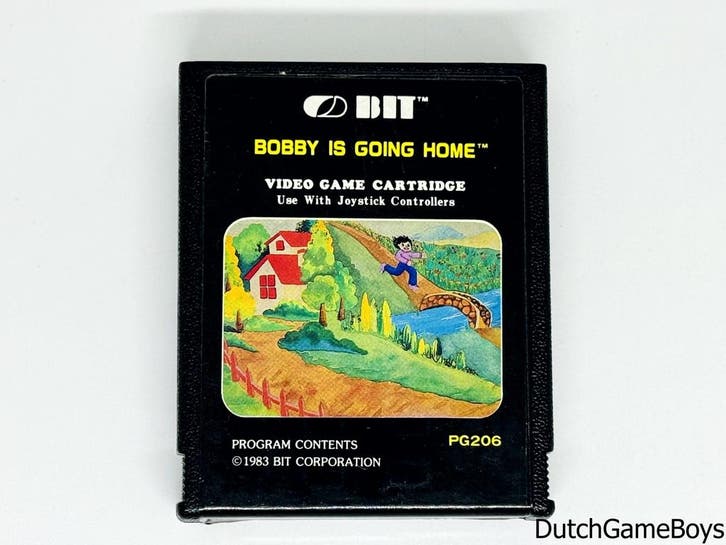 BIT™
BOBBY IS GOING HOME™
VIDEO GAME CARTRIDGE
Use With Joystick Controllers
PROGRAM CONTENTS
©1983 BIT CORPORATION
PG206
DutchGameBoys